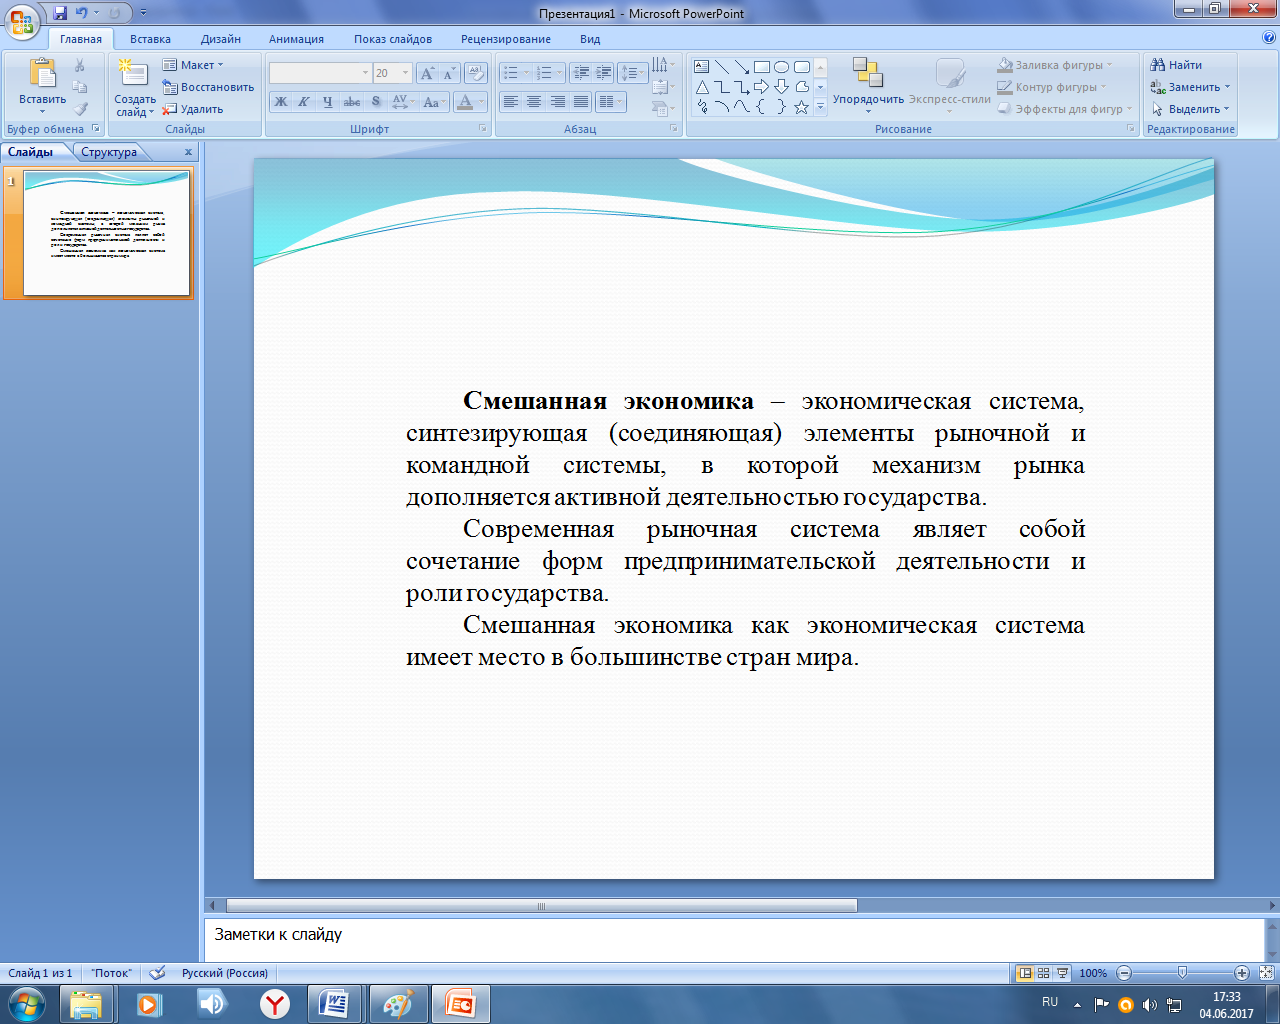 Презентация1 - Microsoft PowerPoint
Главная Вставка Дизайн Анимация Показ слайдов Рецензирование Вид
Вставить
Буфер обмена
Создать слайд
Макет
Восстановить
Удалить
Слайды
20
Ж К Ч abc S AV Aa A
Шрифт
Абзац
Упорядочить
Экспресс-стили
Заливка фигуры
Контур фигуры
Эффекты для фигур
Рисование
Найти
Заменить
Выделить
Редактирование
Слайды Структура x
1
Смешанная экономика – экономическая система,
синтезирующая (соединяющая) элементы рыночной и
командной системы, в которой механизм рынка
дополняется активной деятельностью государства.
Современная рыночная система являет собой
сочетание форм предпринимательской деятельности и
роли государства.
Смешанная экономика как экономическая система
имеет место в большинстве стран мира.
Заметки к слайду
Слайд 1 из 1 "Поток" Русский (Россия) 100%
RU 17:33
04.06.2017